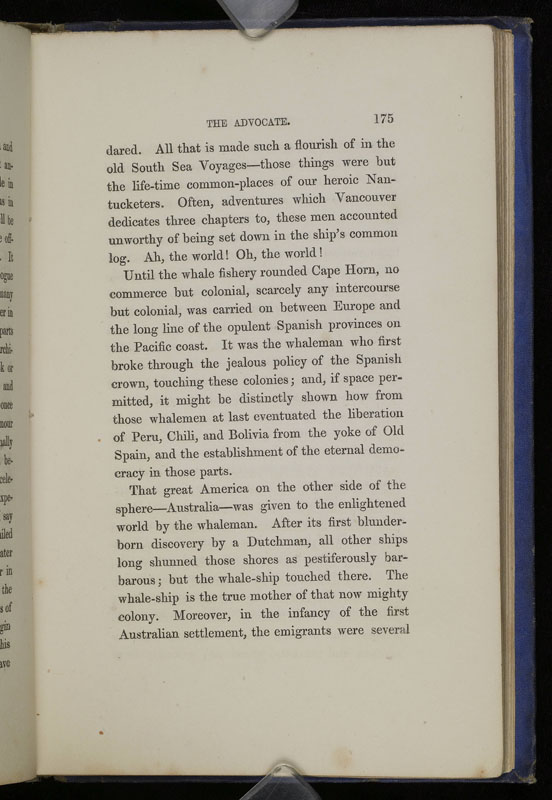 THE ADVOCATE. 175
dared. All that is made such a flourish of in the
old South Sea Voyages—those things were but
the life-time common-places of our heroic Nan-
tucketers. Often, adventures which Vancouver
dedicates three chapters to, these men accounted
unworthy of being set down in the ship's common
log. Ah, the world! Oh, the world!
Until the whale fishery rounded Cape Horn, no
commerce but colonial, scarcely any intercourse
but colonial, was carried on between Europe and
the long line of the opulent Spanish provinces on
the Pacific coast. It was the whaleman who first
broke through the jealous policy of the Spanish
crown, touching these colonies; and, if space per-
mitted, it might be distinctly shown how from
those whalemen at last eventuated the liberation
of Peru, Chili, and Bolivia from the yoke of Old
Spain, and the establishment of the eternal demo-
cracy in those parts.
That great America on the other side of the
sphere—Australia—was given to the enlightened
world by the whaleman. After its first blunder-
born discovery by a Dutchman, all other ships
long shunned those shores as pestiferously bar-
barous; but the whale-ship touched there. The
whale-ship is the true mother of that now mighty
colony. Moreover, in the infancy of the first
Australian settlement, the emigrants were several